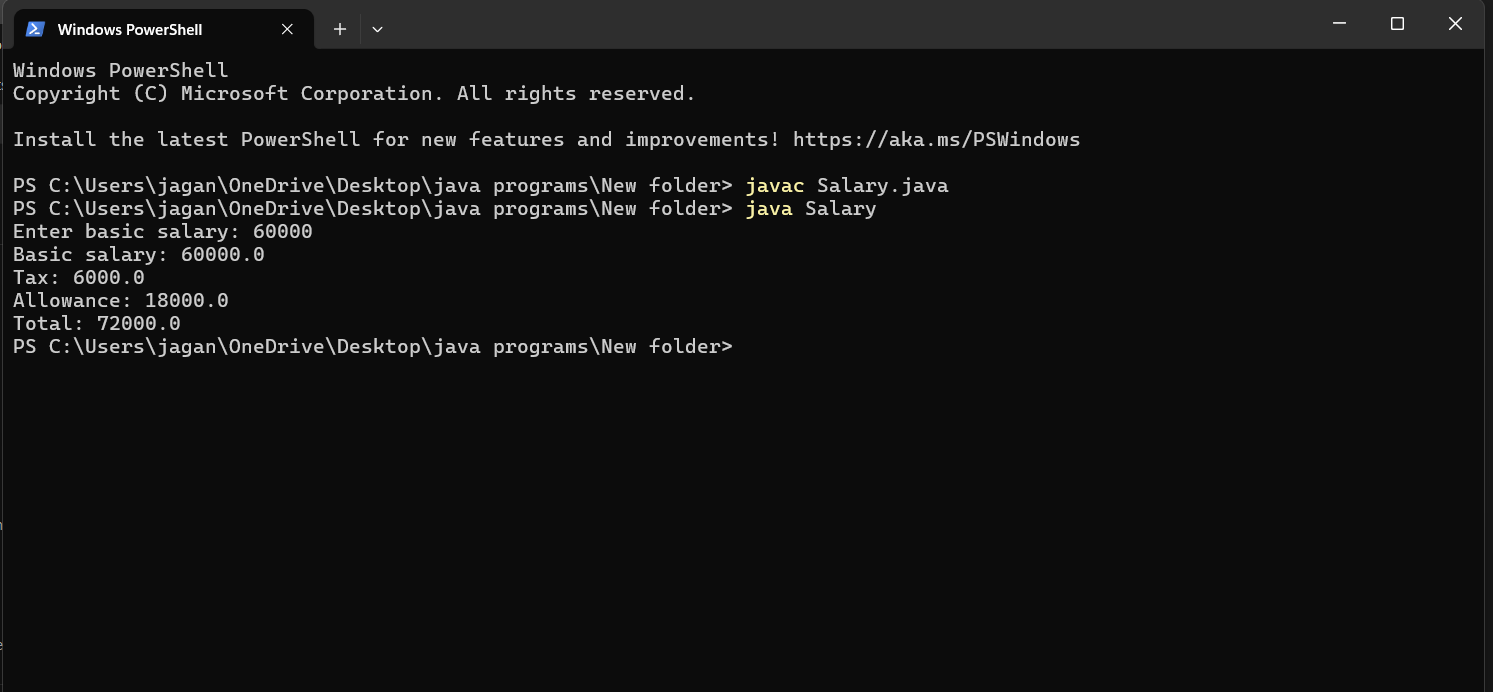 Windows PowerShell
Windows PowerShell
Copyright (C) Microsoft Corporation. All rights reserved.
Install the latest PowerShell for new features and improvements! https://aka.ms/PSWindows
PS C:\Users\jagan\OneDrive\Desktop\java programs\New folder> javac Salary.java
PS C:\Users\jagan\OneDrive\Desktop\java programs\New folder> java Salary
Enter basic salary: 60000
Basic salary: 60000.0
Tax: 6000.0
Allowance: 18000.0
Total: 72000.0
PS C:\Users\jagan\OneDrive\Desktop\java programs\New folder>